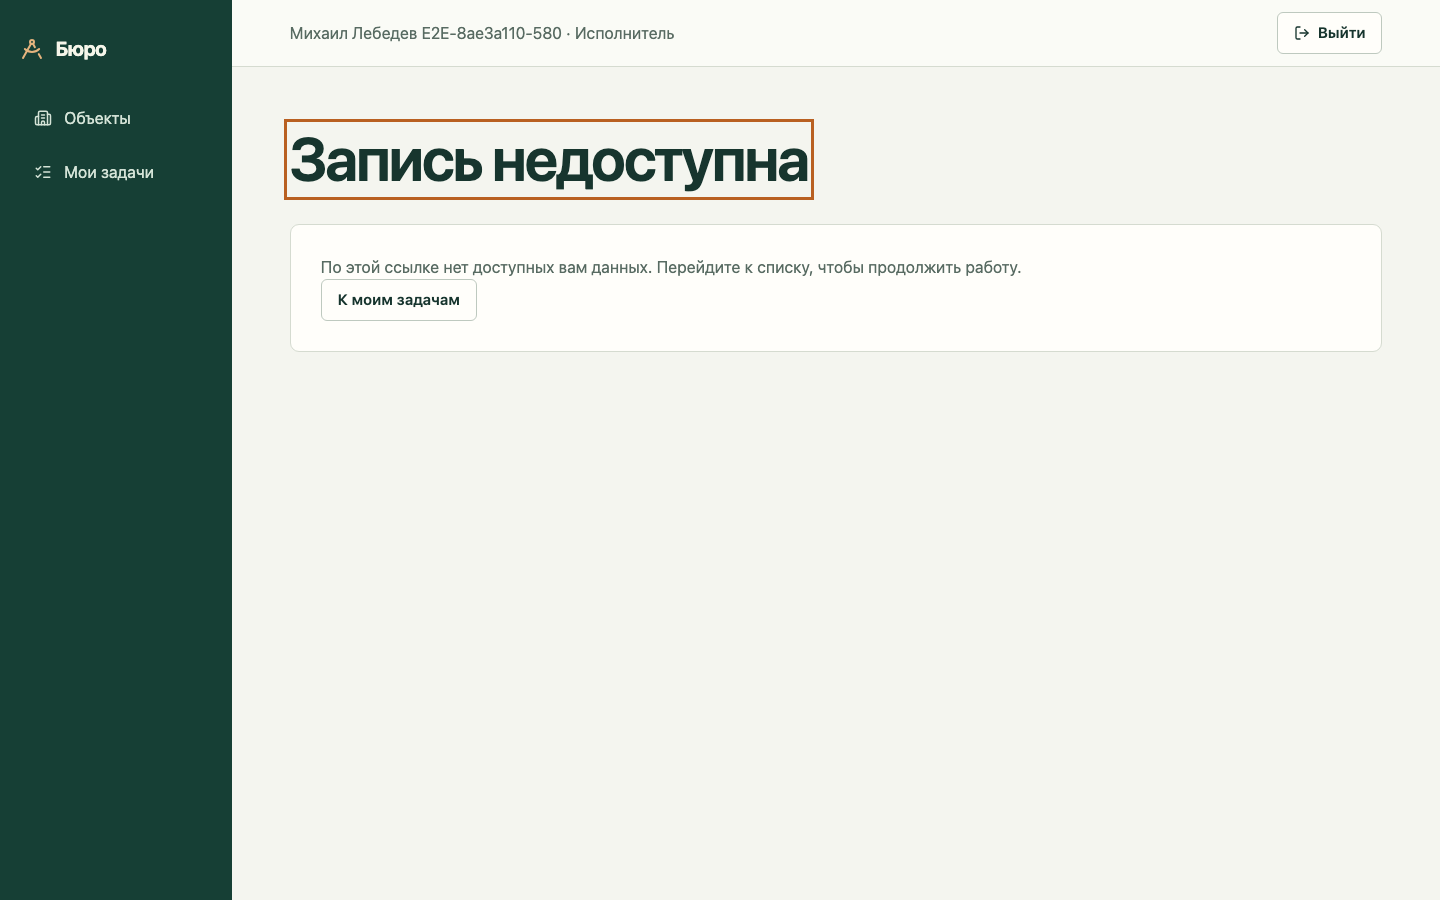 Бюро
Объекты
Мои задачи
Михаил Лебедев E2E-8ae3a110-580 · Исполнитель
Выйти
Запись недоступна
По этой ссылке нет доступных вам данных. Перейдите к списку, чтобы продолжить работу.
К моим задачам